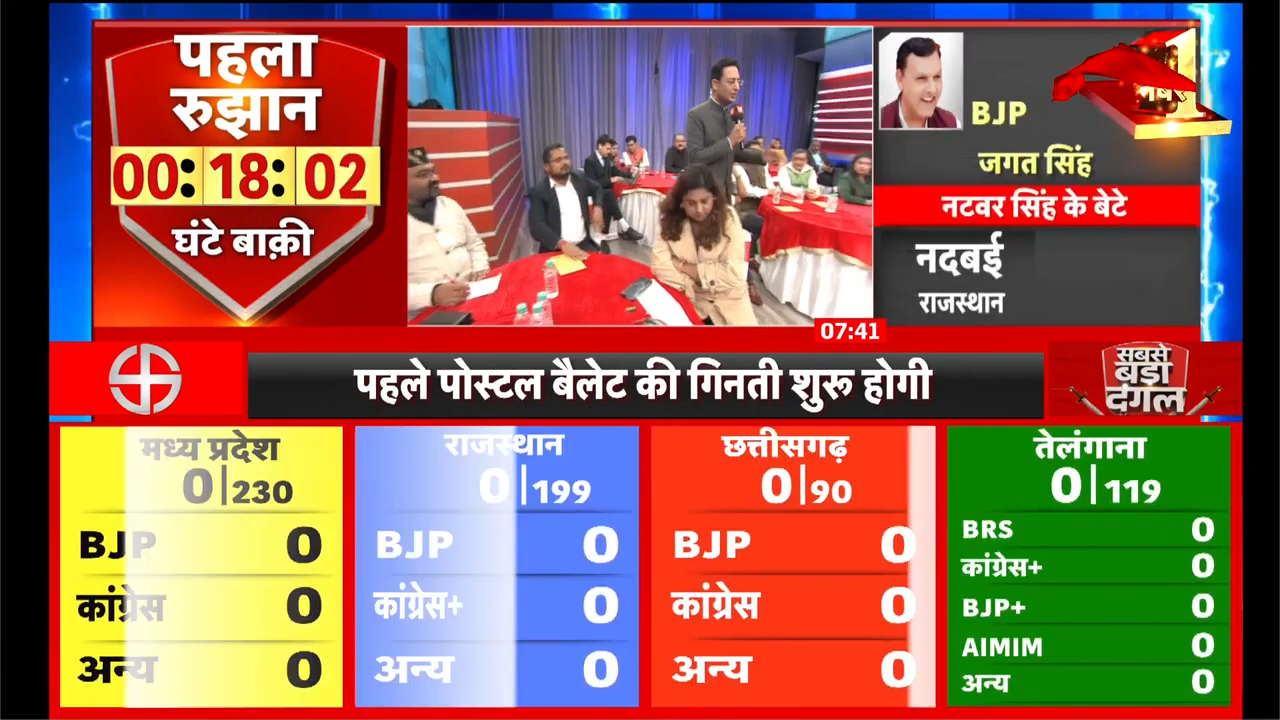 पहला
रुझान
00:18:02
घंटे बाक़ी
BJP
जगत सिंह
नटवर सिंह के बेटे
नदबई
राजस्थान
07:41
पहले पोस्टल बैलेट की गिनती शुरू होगी
सबसे
बड़ा
दंगल
मध्य प्रदेश
0|230
BJP 0
कांग्रेस 0
अन्य 0
राजस्थान
0|199
BJP 0
कांग्रेस+ 0
अन्य 0
छत्तीसगढ़
0|90
BJP 0
कांग्रेस 0
अन्य 0
तेलंगाना
0|119
BRS 0
कांग्रेस+ 0
BJP+ 0
AIMIM 0
अन्य 0